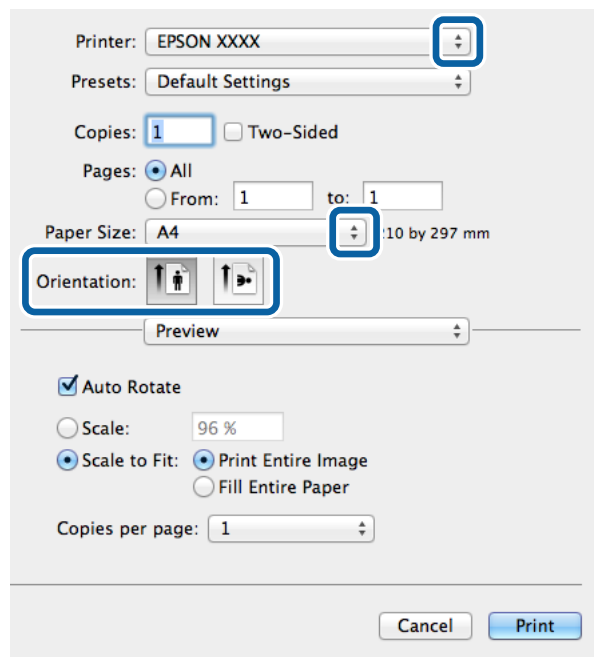 Printer: EPSON XXXX
Presets: Default Settings
Copies: 1 Two-Sided
Pages: All
From: 1 to: 1
Paper Size: A4 10 by 297 mm
Orientation:
Preview
Auto Rotate
Scale: 96 %
Scale to Fit: Print Entire Image
Fill Entire Paper
Copies per page: 1
Cancel Print